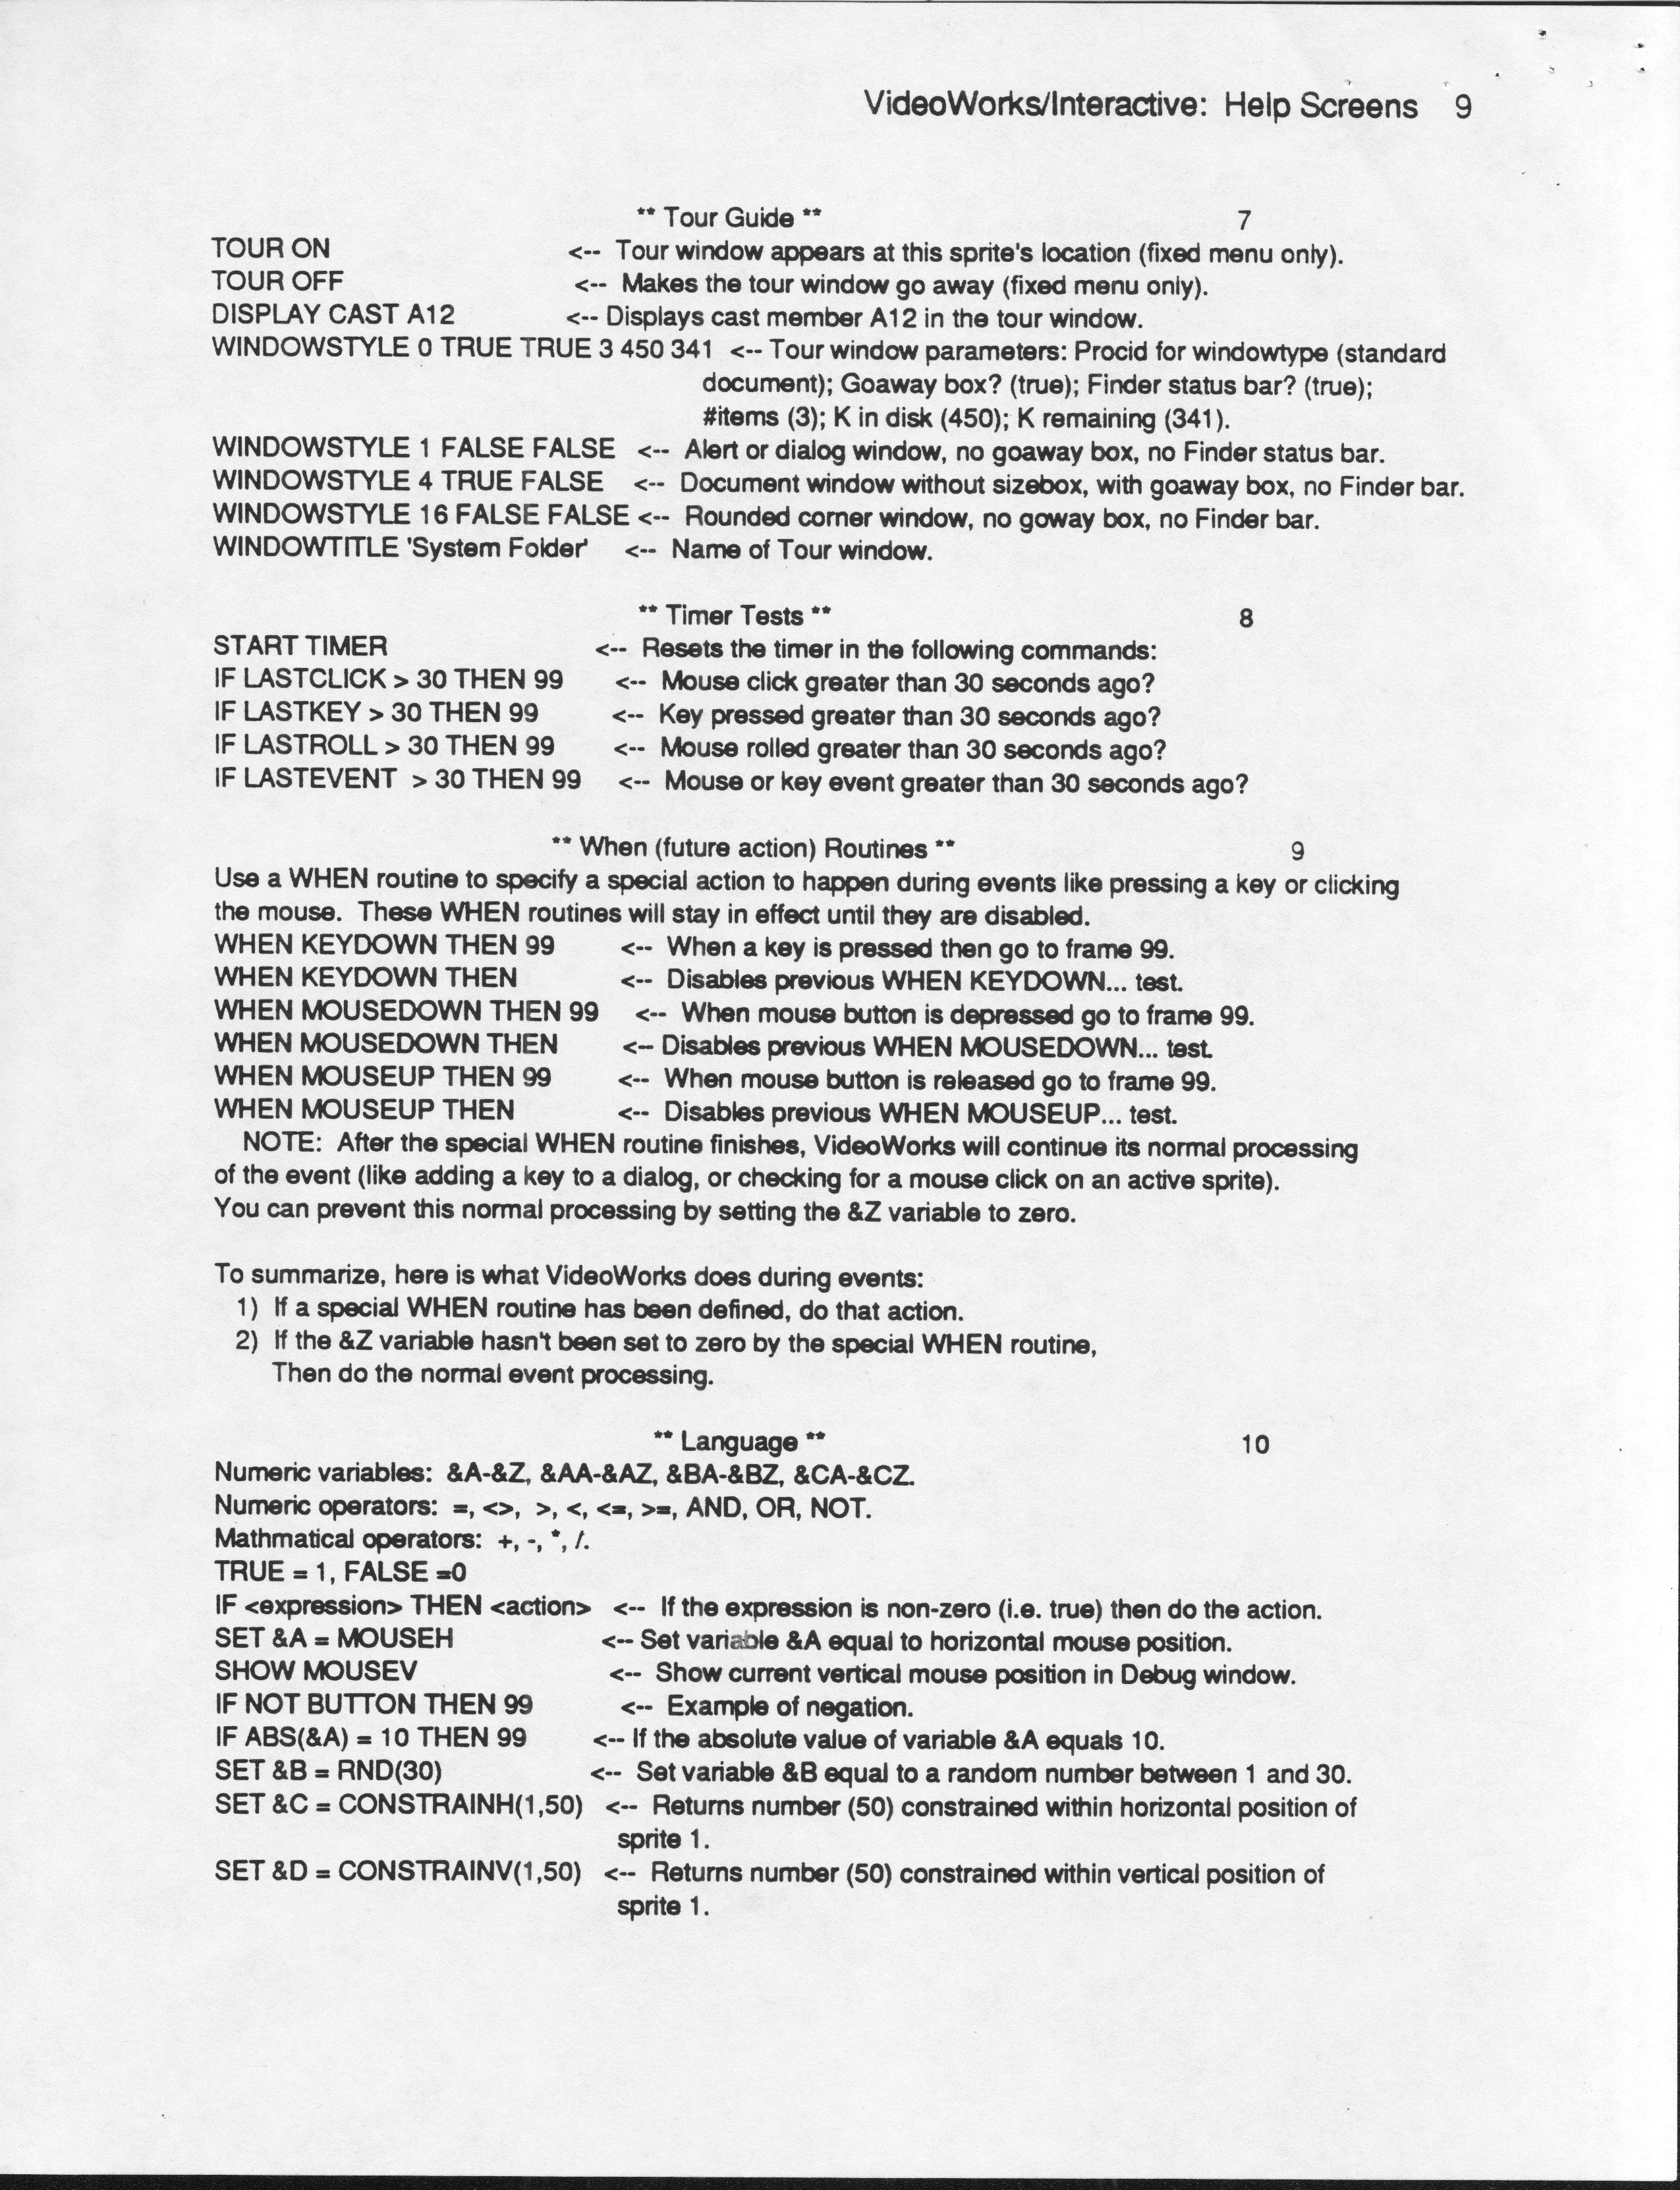 VideoWorks/Interactive: Help Screens 9
** Tour Guide ** 7
TOUR ON <-- Tour window appears at this sprite's location (fixed menu only).
TOUR OFF <-- Makes the tour window go away (fixed menu only).
DISPLAY CAST A12 <-- Displays cast member A12 in the tour window.
WINDOWSTYLE 0 TRUE TRUE 3 450 341 <-- Tour window parameters: Procid for windowtype (standard
document); Goaway box? (true); Finder status bar? (true);
#items (3); K in disk (450); K remaining (341).
WINDOWSTYLE 1 FALSE FALSE <-- Alert or dialog window, no goaway box, no Finder status bar.
WINDOWSTYLE 4 TRUE FALSE <-- Document window without sizebox, with goaway box, no Finder bar.
WINDOWSTYLE 16 FALSE FALSE <-- Rounded corner window, no goway box, no Finder bar.
WINDOWTITLE 'System Folder' <-- Name of Tour window.
** Timer Tests ** 8
START TIMER <-- Resets the timer in the following commands:
IF LASTCLICK > 30 THEN 99 <-- Mouse click greater than 30 seconds ago?
IF LASTKEY > 30 THEN 99 <-- Key pressed greater than 30 seconds ago?
IF LASTROLL > 30 THEN 99 <-- Mouse rolled greater than 30 seconds ago?
IF LASTEVENT > 30 THEN 99 <-- Mouse or key event greater than 30 seconds ago?
** When (future action) Routines ** 9
Use a WHEN routine to specify a special action to happen during events like pressing a key or clicking
the mouse. These WHEN routines will stay in effect until they are disabled.
WHEN KEYDOWN THEN 99 <-- When a key is pressed then go to frame 99.
WHEN KEYDOWN THEN <-- Disables previous WHEN KEYDOWN... test.
WHEN MOUSEDOWN THEN 99 <-- When mouse button is depressed go to frame 99.
WHEN MOUSEDOWN THEN <-- Disables previous WHEN MOUSEDOWN... test.
WHEN MOUSEUP THEN 99 <-- When mouse button is released go to frame 99.
WHEN MOUSEUP THEN <-- Disables previous WHEN MOUSEUP... test.
NOTE: After the special WHEN routine finishes, VideoWorks will continue its normal processing
of the event (like adding a key to a dialog, or checking for a mouse click on an active sprite).
You can prevent this normal processing by setting the &Z variable to zero.
To summarize, here is what VideoWorks does during events:
1) If a special WHEN routine has been defined, do that action.
2) If the &Z variable hasn't been set to zero by the special WHEN routine,
Then do the normal event processing.
** Language ** 10
Numeric variables: &A-&Z, &AA-&AZ, &BA-&BZ, &CA-&CZ.
Numeric operators: =, <>, >, <, <=, >=, AND, OR, NOT.
Mathmatical operators: +, -, *, /.
TRUE = 1, FALSE =0
IF <expression> THEN <action> <-- If the expression is non-zero (i.e. true) then do the action.
SET &A = MOUSEH <-- Set variable &A equal to horizontal mouse position.
SHOW MOUSEV <-- Show current vertical mouse position in Debug window.
IF NOT BUTTON THEN 99 <-- Example of negation.
IF ABS(&A) = 10 THEN 99 <-- If the absolute value of variable &A equals 10.
SET &B = RND(30) <-- Set variable &B equal to a random number between 1 and 30.
SET &C = CONSTRAINH(1,50) <-- Returns number (50) constrained within horizontal position of
sprite 1.
SET &D = CONSTRAINV(1,50) <-- Returns number (50) constrained within vertical position of
sprite 1.